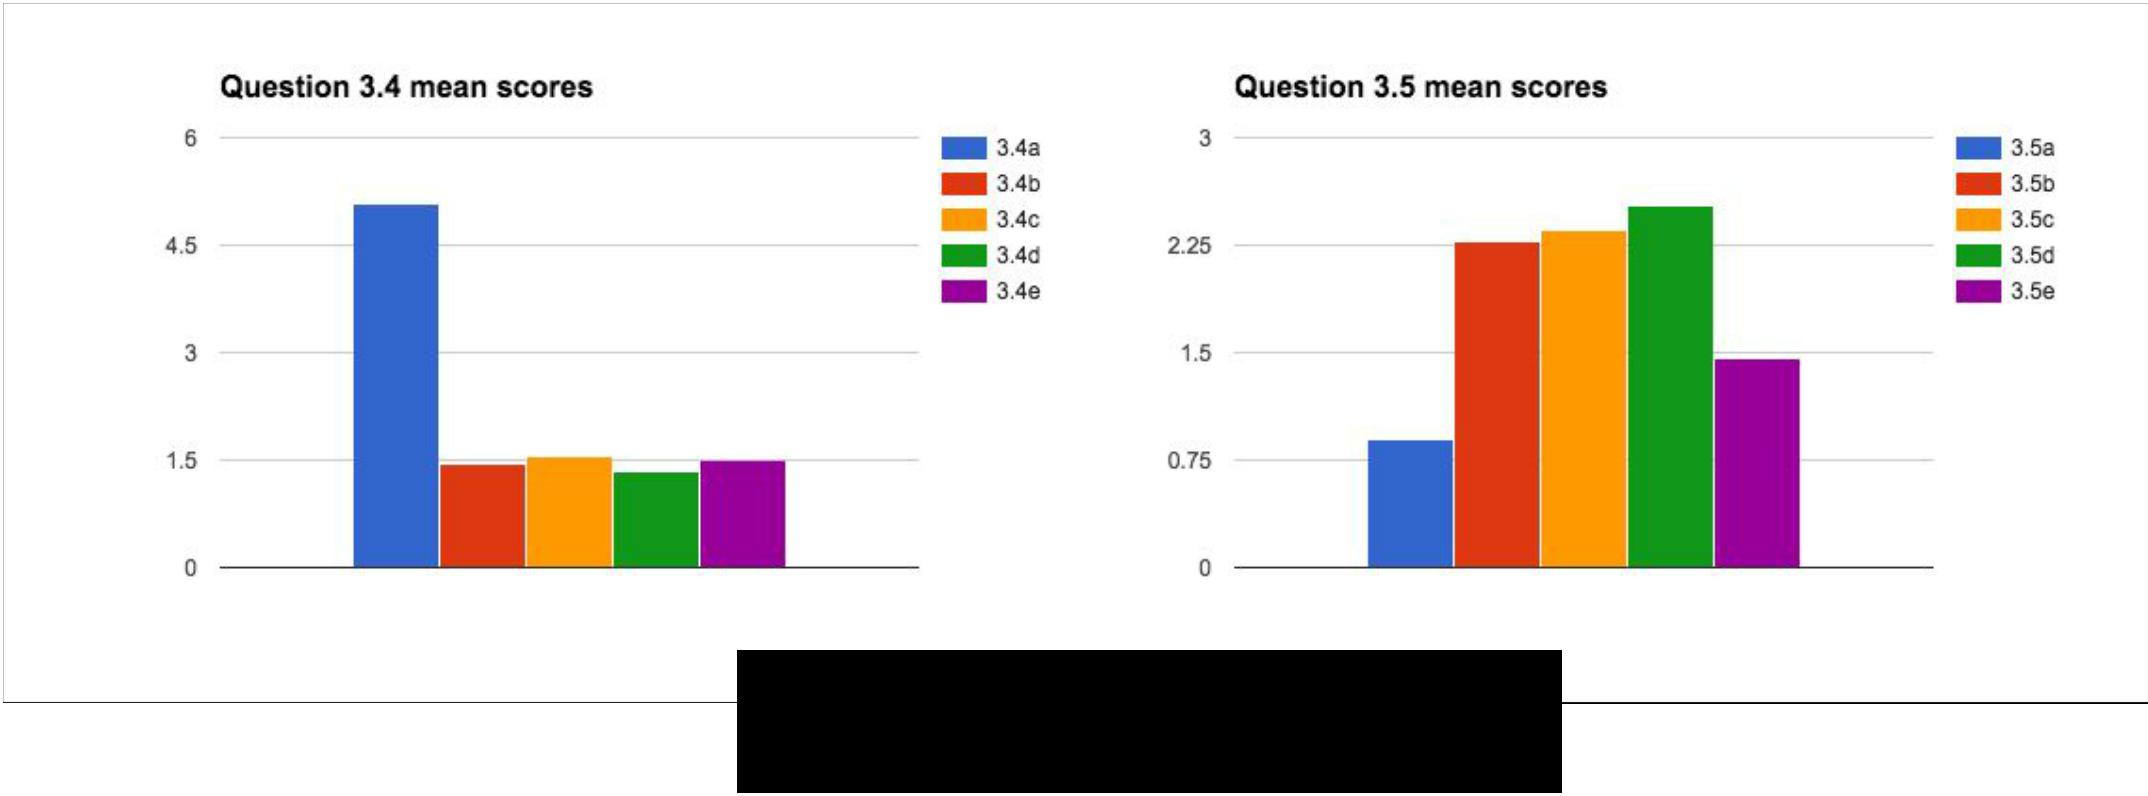 Question 3.4 mean scores
6
4.5
3
1.5
0
3.4a
3.4b
3.4c
3.4d
3.4e
Question 3.5 mean scores
3
2.25
1.5
0.75
0
3.5a
3.5b
3.5c
3.5d
3.5e